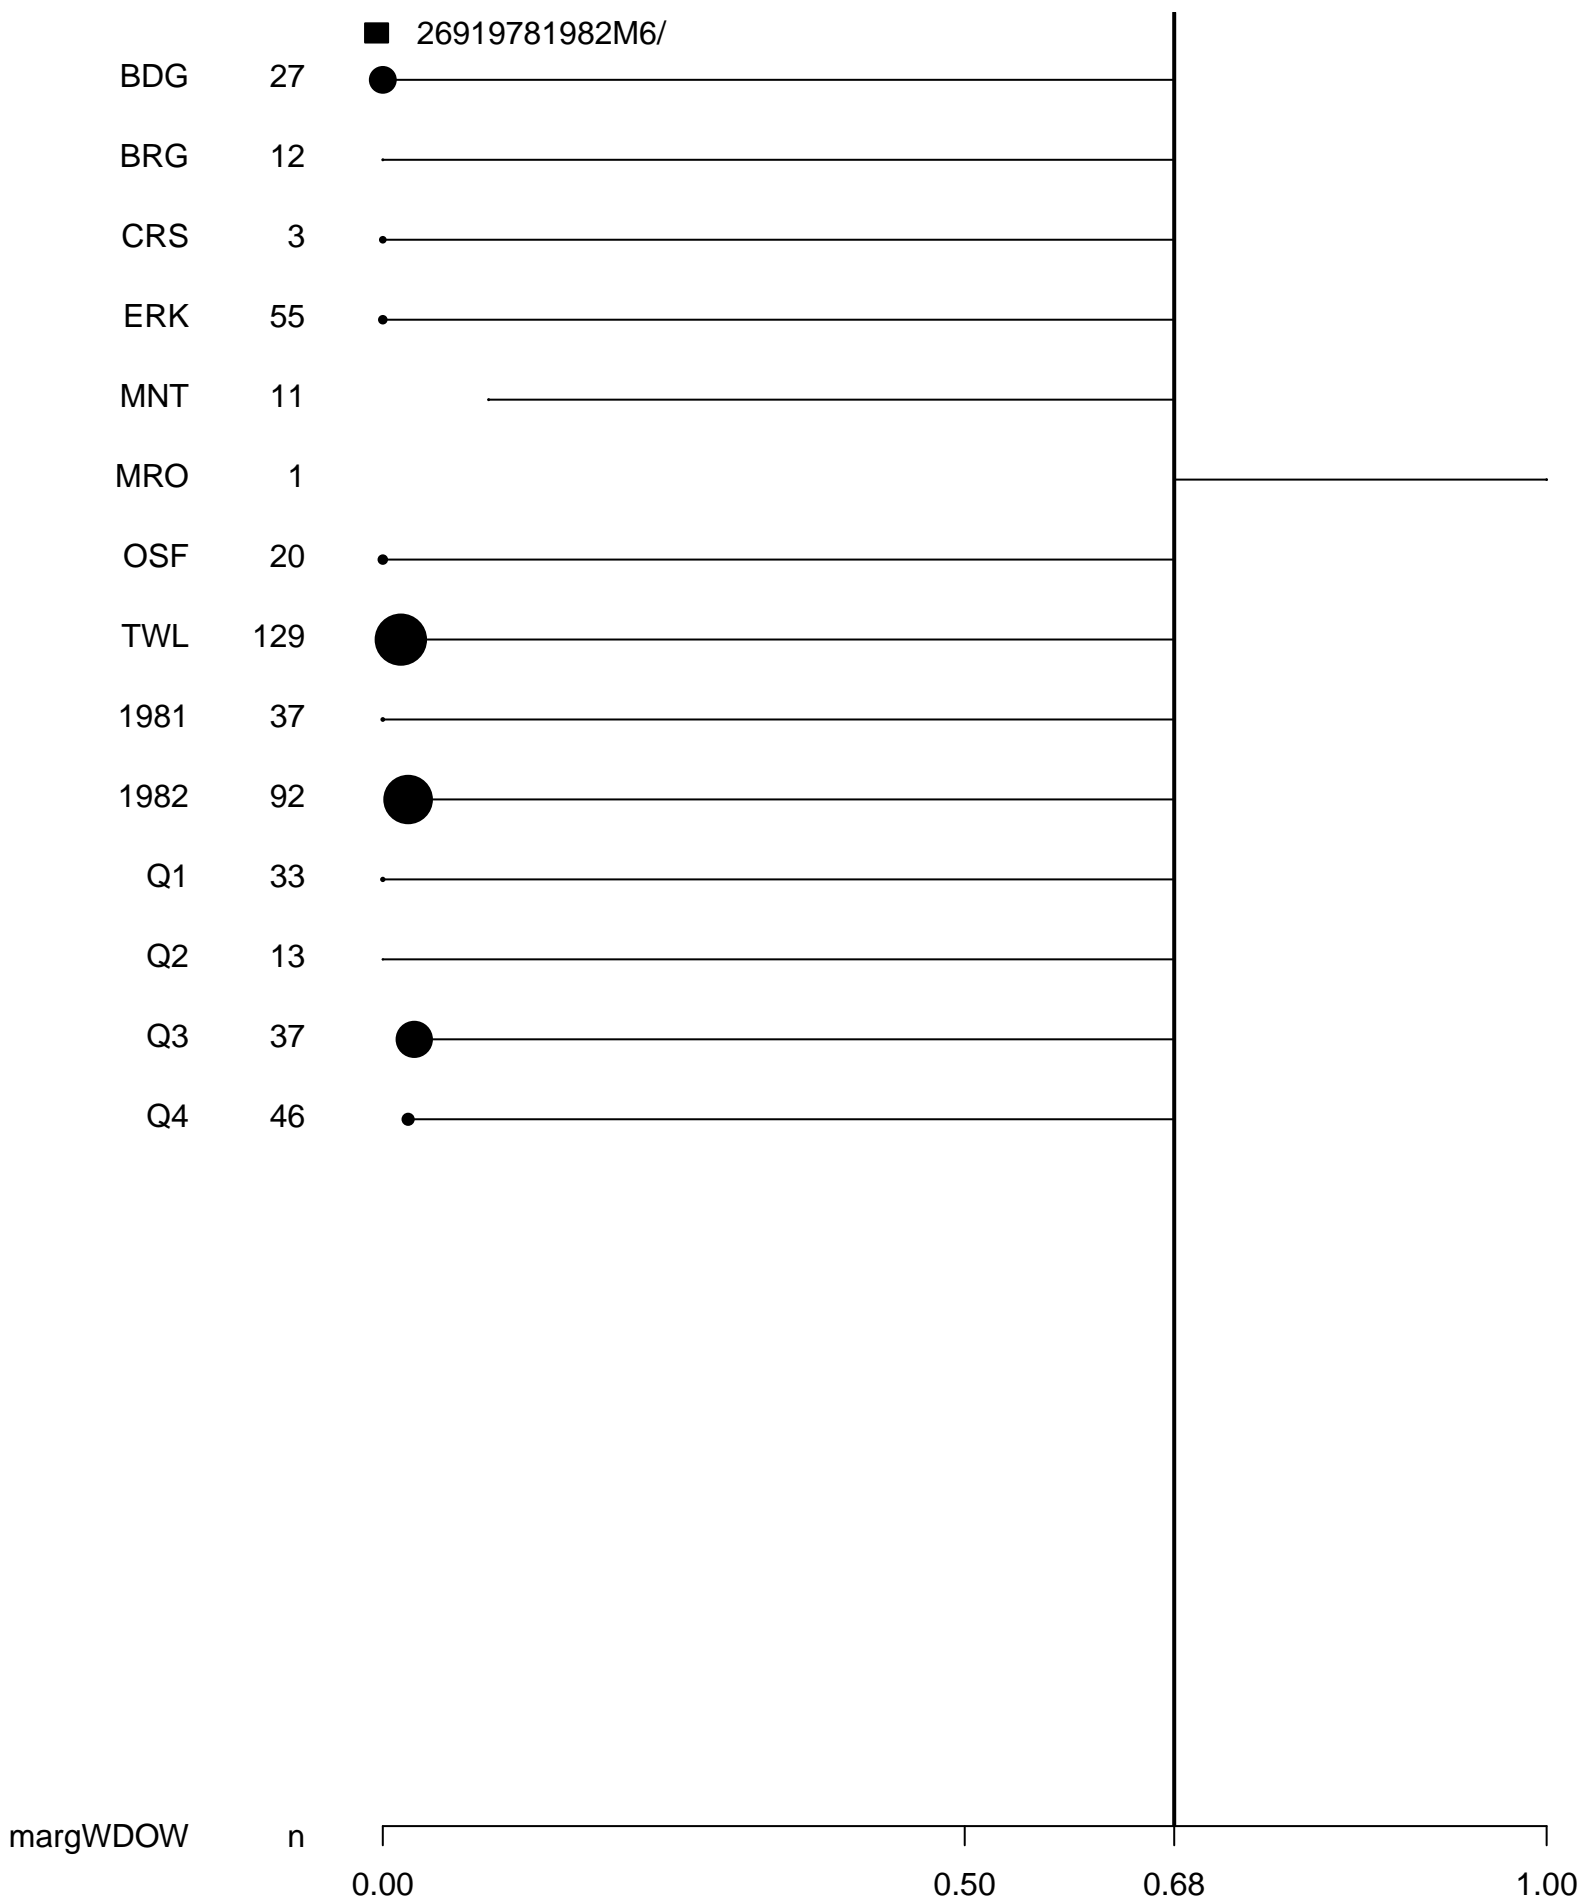 26919781982M6/
BDG 27
BRG 12
CRS 3
ERK 55
MNT 11
MRO 1
OSF 20
TWL 129
1981 37
1982 92
Q1 33
Q2 13
Q3 37
Q4 46
margWDOW n
0.00 0.50 0.68 1.00